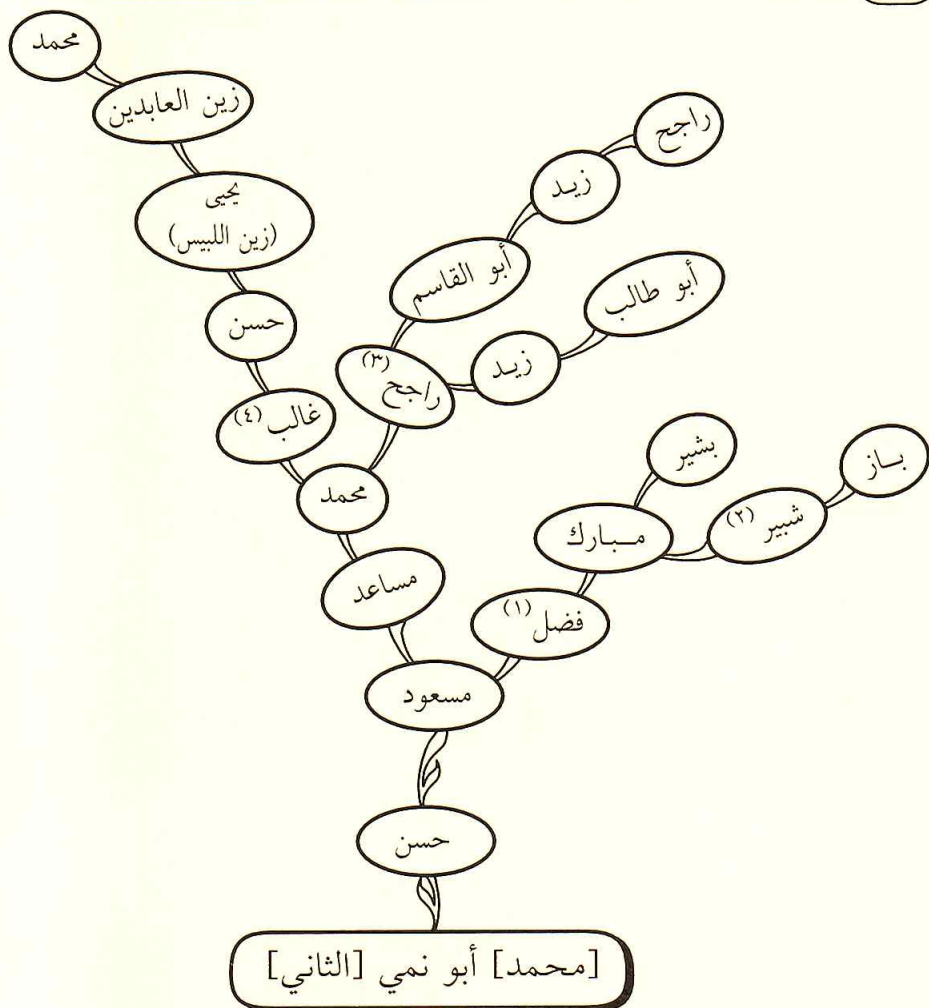 محمد
زين العابدين
يحيى
(زين اللبيس)
حسن
غالب (٤)
راجح
زيد
أبو القاسم
أبو طالب
زيد
راجح (٣)
محمد
بشير
باز
شبير (٢)
مبارك
مساعد
فضل (١)
مسعود
حسن
[محمد] أبو نمي [الثاني]